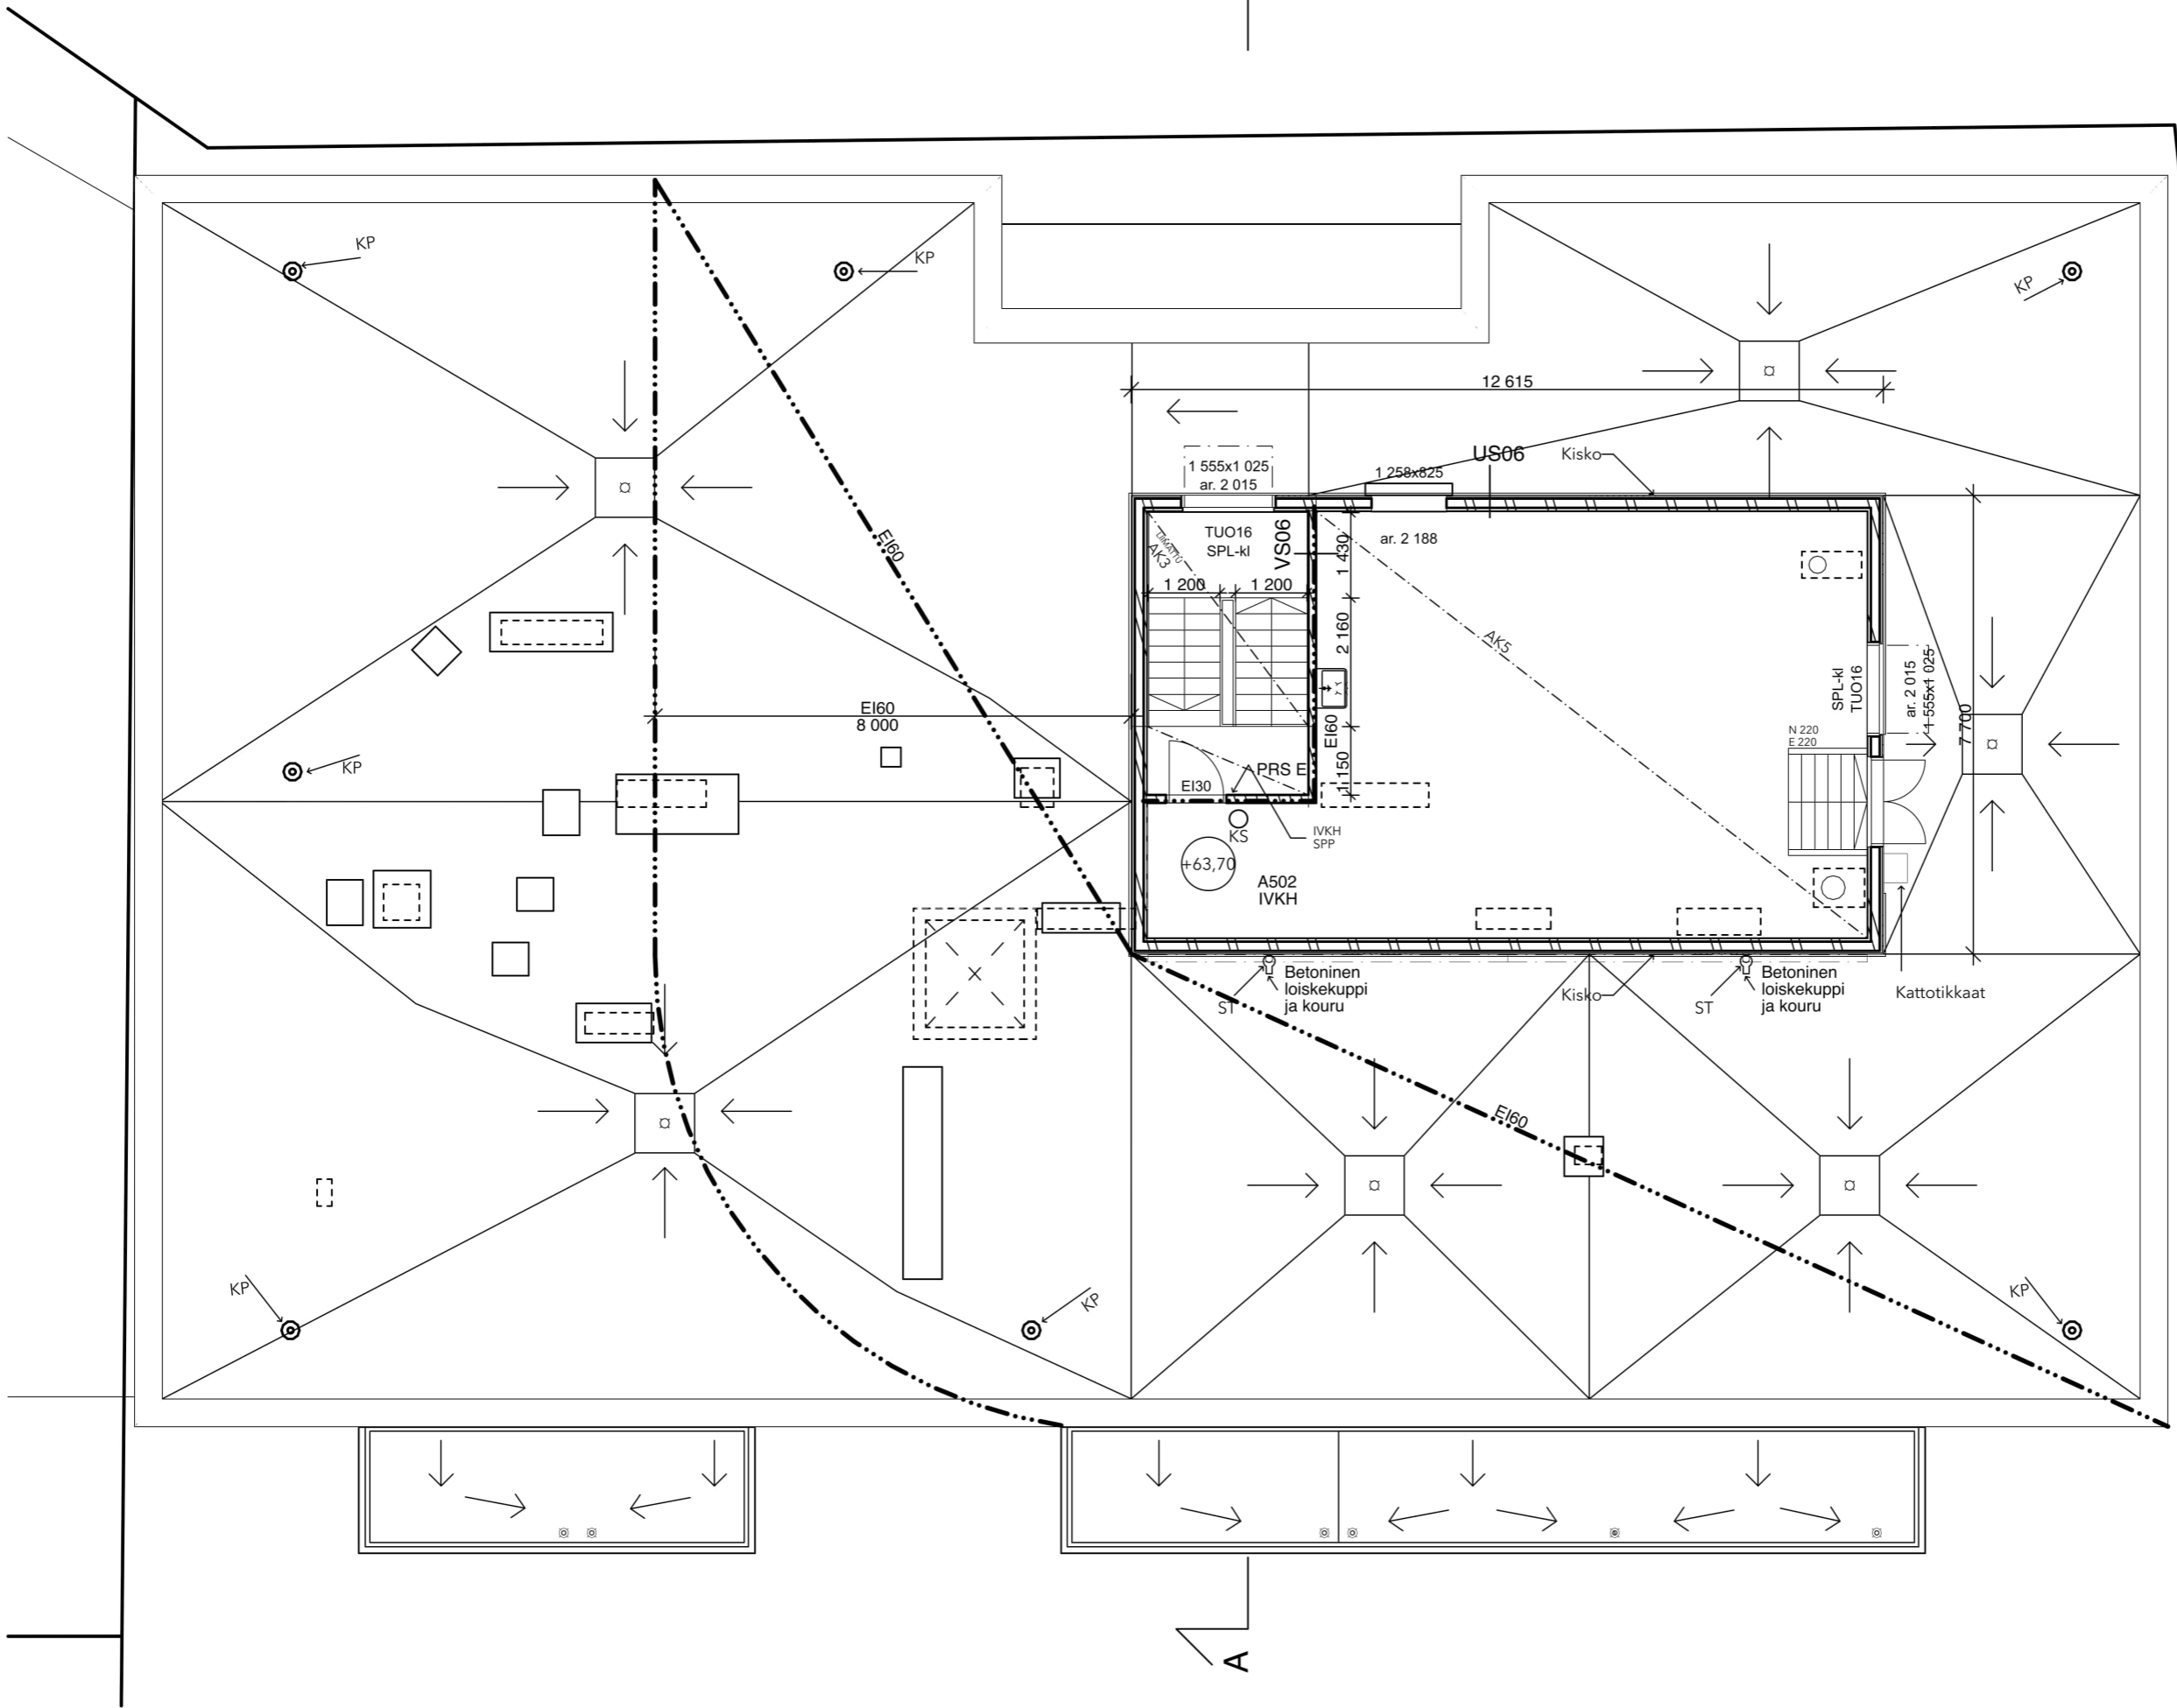 KP
KP
KP
12 615
US06
Kisko
1 555x1 025
ar. 2 015
1 258x825
EI60
TUO16
SPL-kl
VS06
1 430
ar. 2 188
AK3
1 200
1 200
2 160
AK5
SPL-kl
TUO16
ar. 2 015
1 555x1 025
7 700
EI60
8 000
EI60
N 220
E 220
KP
PRS E
1 150
EI30
KS
IVKH
SPP
+63,70
A502
IVKH
Betoninen
loiskekuppi
ja kouru
ST
Kisko
Betoninen
loiskekuppi
ja kouru
ST
Kattotikkaat
EI60
KP
KP
KP
A